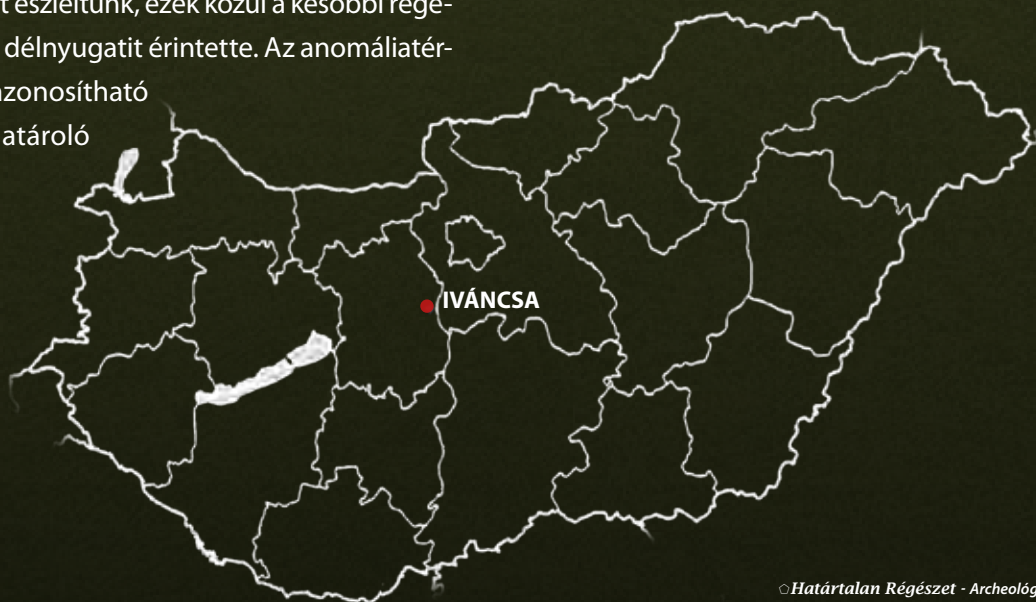 t észleltünk, ezek közül a későbbi rége-
délnyugatit érintette. Az anomáliatér-
azonosítható
atároló
IVÁNCSA
Határtalan Régészet - Archeológ